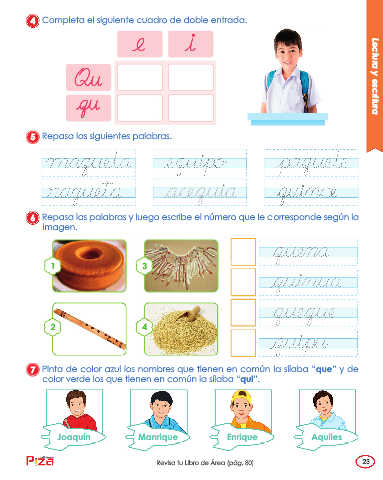 4 Completa el siguiente cuadro de doble entrada.
e i
Qu
qu
Lectura y escritura
5 Repasa las siguientes palabras.
maqueta equipo paquete
raqueta acequia quince
6 Repasa las palabras y luego escribe el número que le corresponde según la
imagen.
1
3
2
4
quena
quinua
queque
quipu
7 Pinta de color azul los nombres que tienen en común la sílaba "que" y de
color verde los que tienen en común la sílaba "qui".
Joaquín Manrique Enrique Aquiles
Piza
Revisa tu Libro de Área (pág. 80)
23